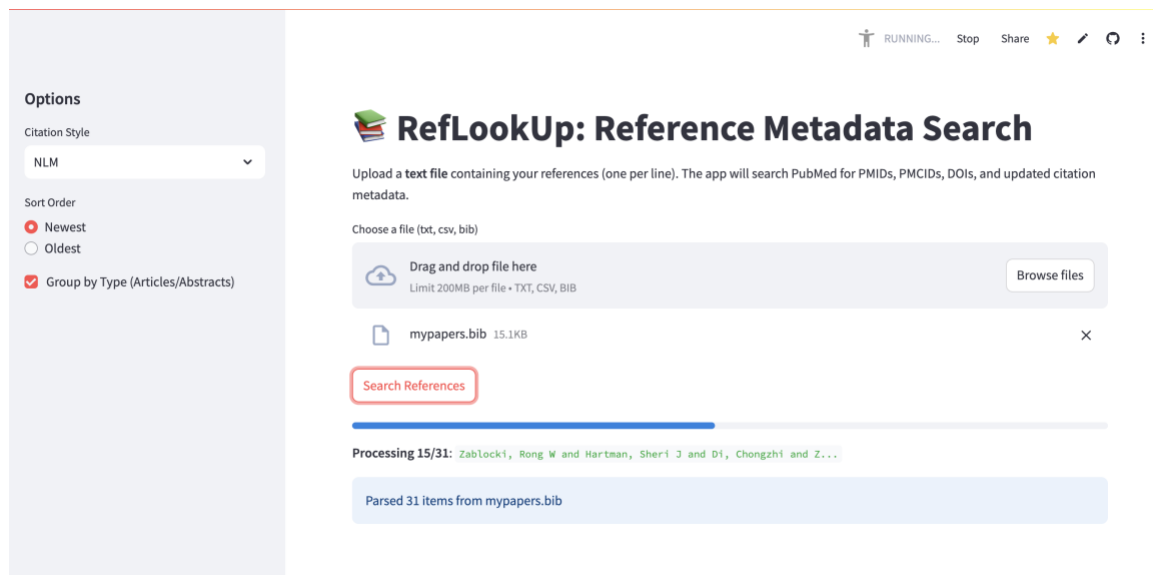 RUNNING...
Stop
Share
Options
Citation Style
NLM
Sort Order
Newest
Oldest
Group by Type (Articles/Abstracts)
RefLookUp: Reference Metadata Search
Upload a text file containing your references (one per line). The app will search PubMed for PMIDs, PMCIDs, DOIs, and updated citation
metadata.
Choose a file (txt, csv, bib)
Drag and drop file here
Limit 200MB per file • TXT, CSV, BIB
Browse files
mypapers.bib 15.1KB
Search References
Processing 15/31: Zablocki, Rong W and Hartman, Sheri J and Di, Chongzhi and Z...
Parsed 31 items from mypapers.bib